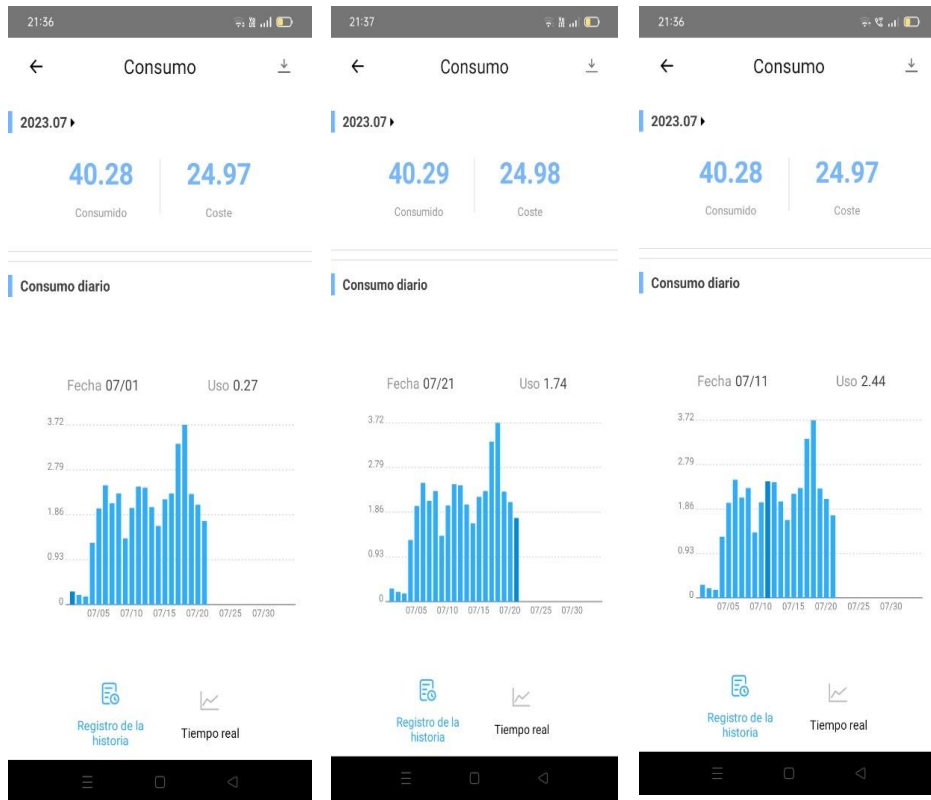 21:36
Consumo
2023.07
40.28 24.97
Consumido Coste
Consumo diario
Fecha 07/01 Uso 0.27
3.72
2.79
1.86
0.93
0
07/05 07/10 07/15 07/20 07/25 07/30
Registro de la
historia
Tiempo real
21:37
Consumo
2023.07
40.29 24.98
Consumido Coste
Consumo diario
Fecha 07/21 Uso 1.74
3.72
2.79
1.86
0.93
0
07/05 07/10 07/15 07/20 07/25 07/30
Registro de la
historia
Tiempo real
21:36
Consumo
2023.07
40.28 24.97
Consumido Coste
Consumo diario
Fecha 07/11 Uso 2.44
3.72
2.79
1.86
0.93
0
07/05 07/10 07/15 07/20 07/25 07/30
Registro de la
historia
Tiempo real